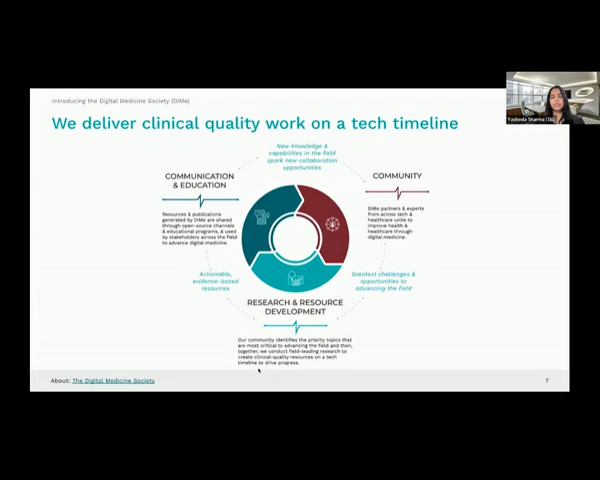 Introducing the Digital Medicine Society (DiMe)
We deliver clinical quality work on a tech timeline
New knowledge &
capabilities in the field
spark new collaboration
opportunities
COMMUNICATION
& EDUCATION
Resources & publications
generated by DiMe are shared
through open-source channels
& educational programs, & used
by stakeholders across the field
to advance digital medicine.
COMMUNITY
DiMe partners & experts
from across tech &
healthcare unite to
improve health &
healthcare through
digital medicine.
Actionable,
evidence-based
resources
Greatest challenges &
opportunities to
advancing the field
RESEARCH & RESOURCE
DEVELOPMENT
Our community identifies the priority topics that
are most critical to advancing the field and then,
together, we conduct field-leading research to
create clinical-quality resources on a tech
timeline to drive progress.
About: The Digital Medicine Society
7
Yashoda Sharma